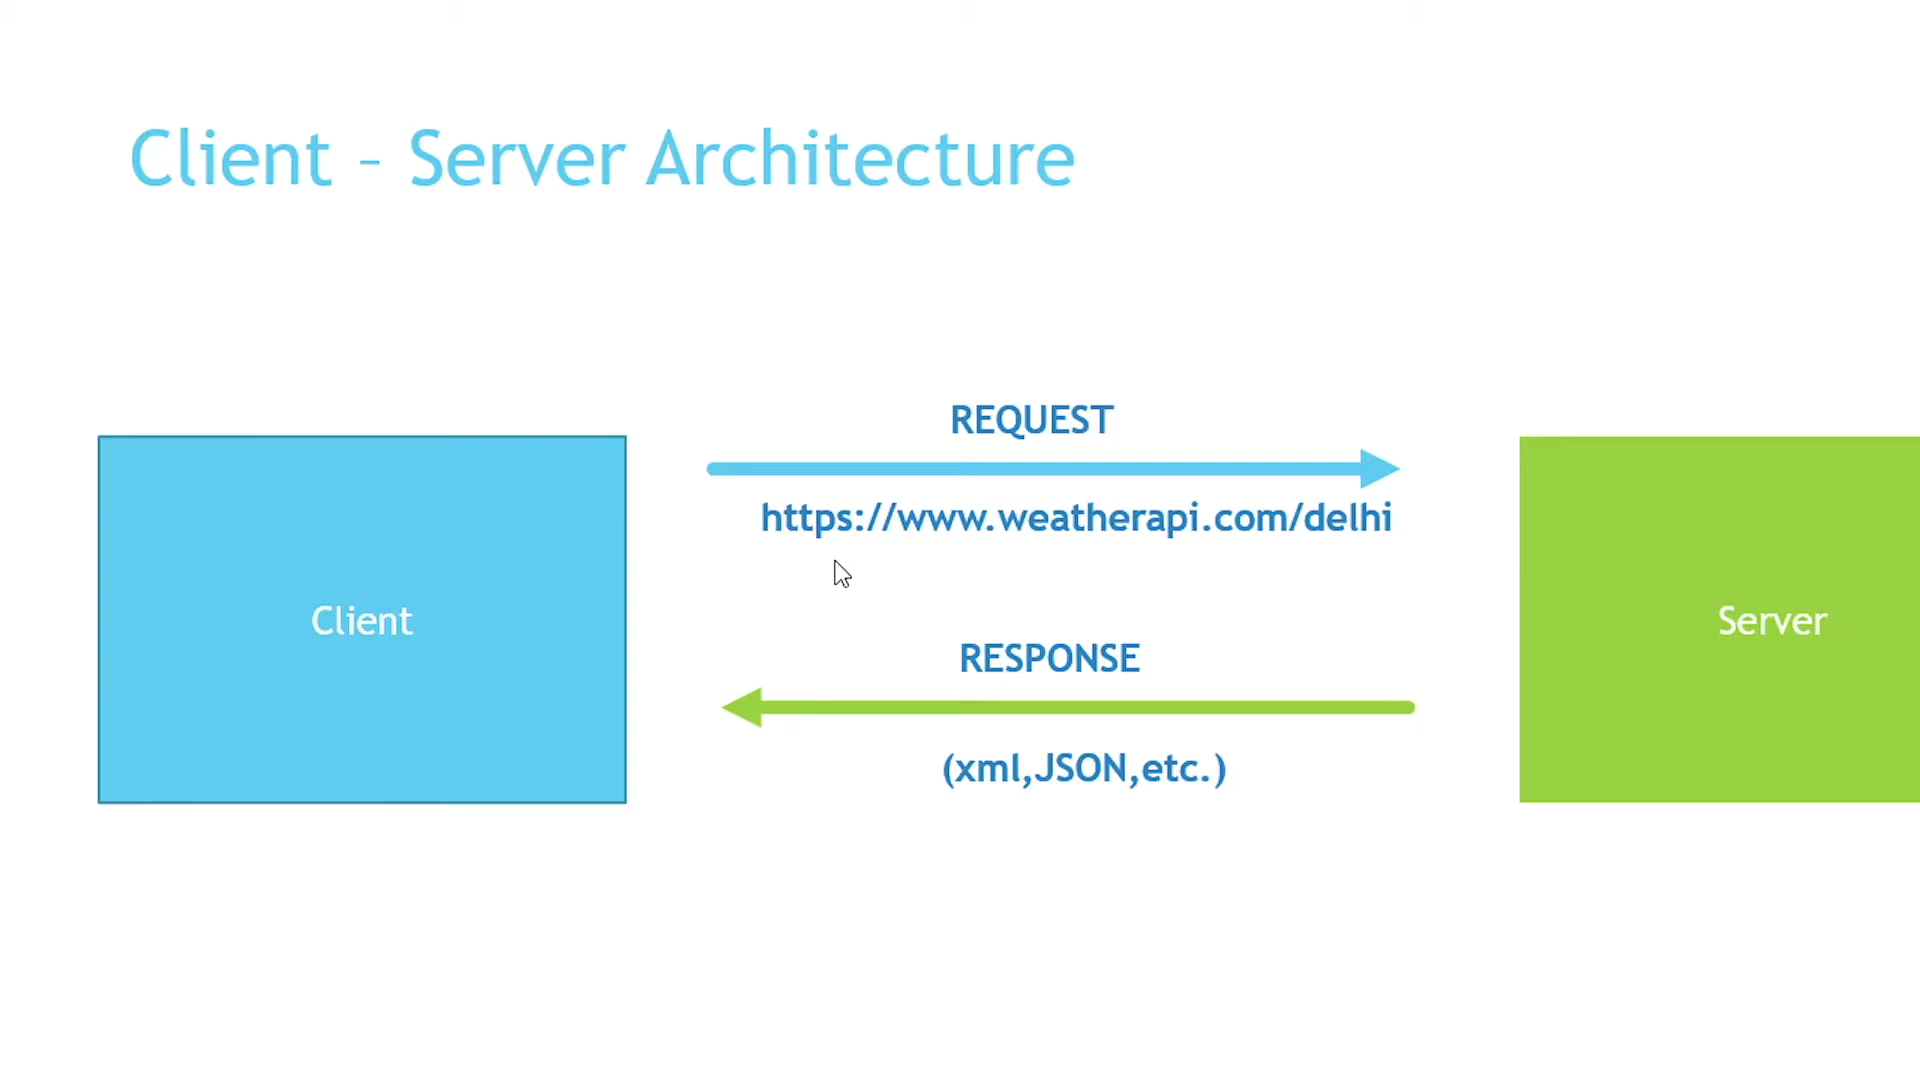 Client – Server Architecture
REQUEST
https://www.weatherapi.com/delhi
Client
Server
RESPONSE
(xml,JSON,etc.)